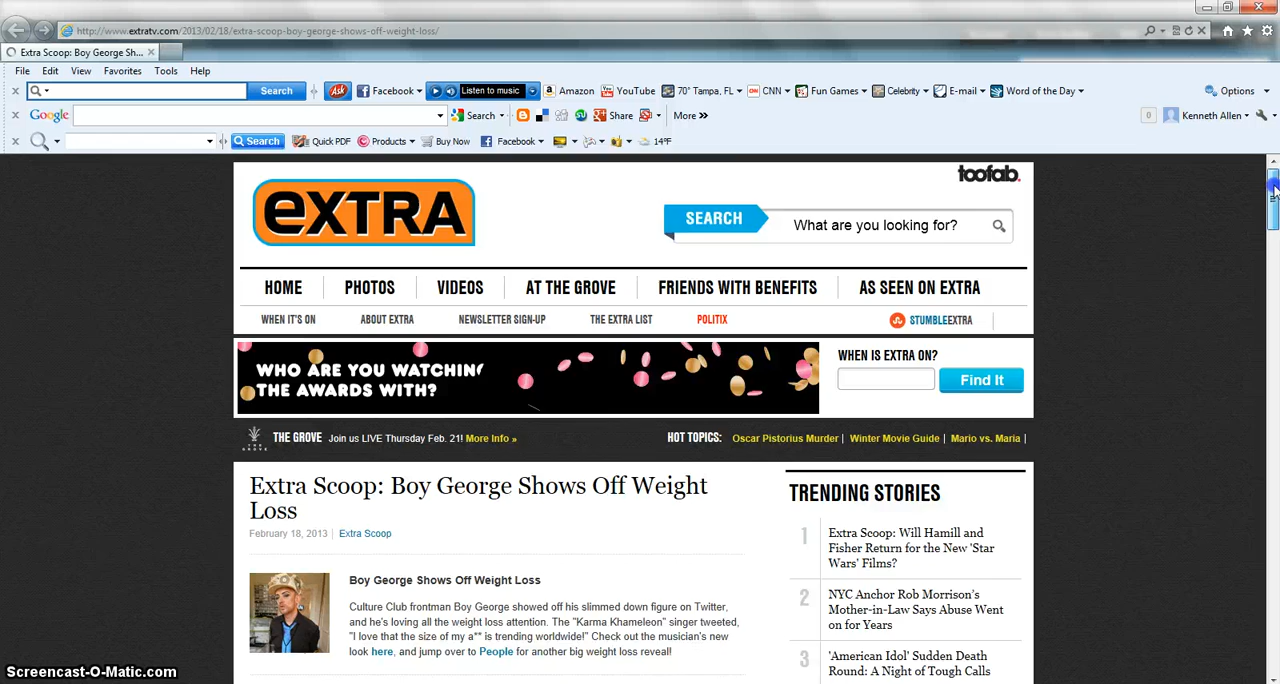 http://www.extratv.com/2013/02/18/extra-scoop-boy-george-shows-off-weight-loss/
Extra Scoop: Boy George Sh...
File Edit View Favorites Tools Help
Search Ask Facebook Listen to music Amazon YouTube 70° Tampa, FL CNN Fun Games Celebrity E-mail Word of the Day Options
Google Search Share More » 0 Kenneth Allen
Search Quick PDF Products Buy Now Facebook 14°F
toofab.
eXTRA
SEARCH What are you looking for?
HOME PHOTOS VIDEOS AT THE GROVE FRIENDS WITH BENEFITS AS SEEN ON EXTRA
WHEN IT'S ON ABOUT EXTRA NEWSLETTER SIGN-UP THE EXTRA LIST POLITIX STUMBLEEXTRA
WHO ARE YOU WATCHING
THE AWARDS WITH?
WHEN IS EXTRA ON?
Find It
THE GROVE Join us LIVE Thursday Feb. 21! More Info »
HOT TOPICS: Oscar Pistorius Murder | Winter Movie Guide | Mario vs. Maria |
Extra Scoop: Boy George Shows Off Weight
Loss
February 18, 2013 | Extra Scoop
Boy George Shows Off Weight Loss
Culture Club frontman Boy George showed off his slimmed down figure on Twitter,
and he's loving all the weight loss attention. The "Karma Khameleon" singer tweeted,
"I love that the size of my a** is trending worldwide!" Check out the musician's new
look here, and jump over to People for another big weight loss reveal!
TRENDING STORIES
1 Extra Scoop: Will Hamill and
Fisher Return for the New 'Star
Wars' Films?
2 NYC Anchor Rob Morrison's
Mother-in-Law Says Abuse Went
on for Years
3 'American Idol' Sudden Death
Round: A Night of Tough Calls
Screencast-O-Matic.com